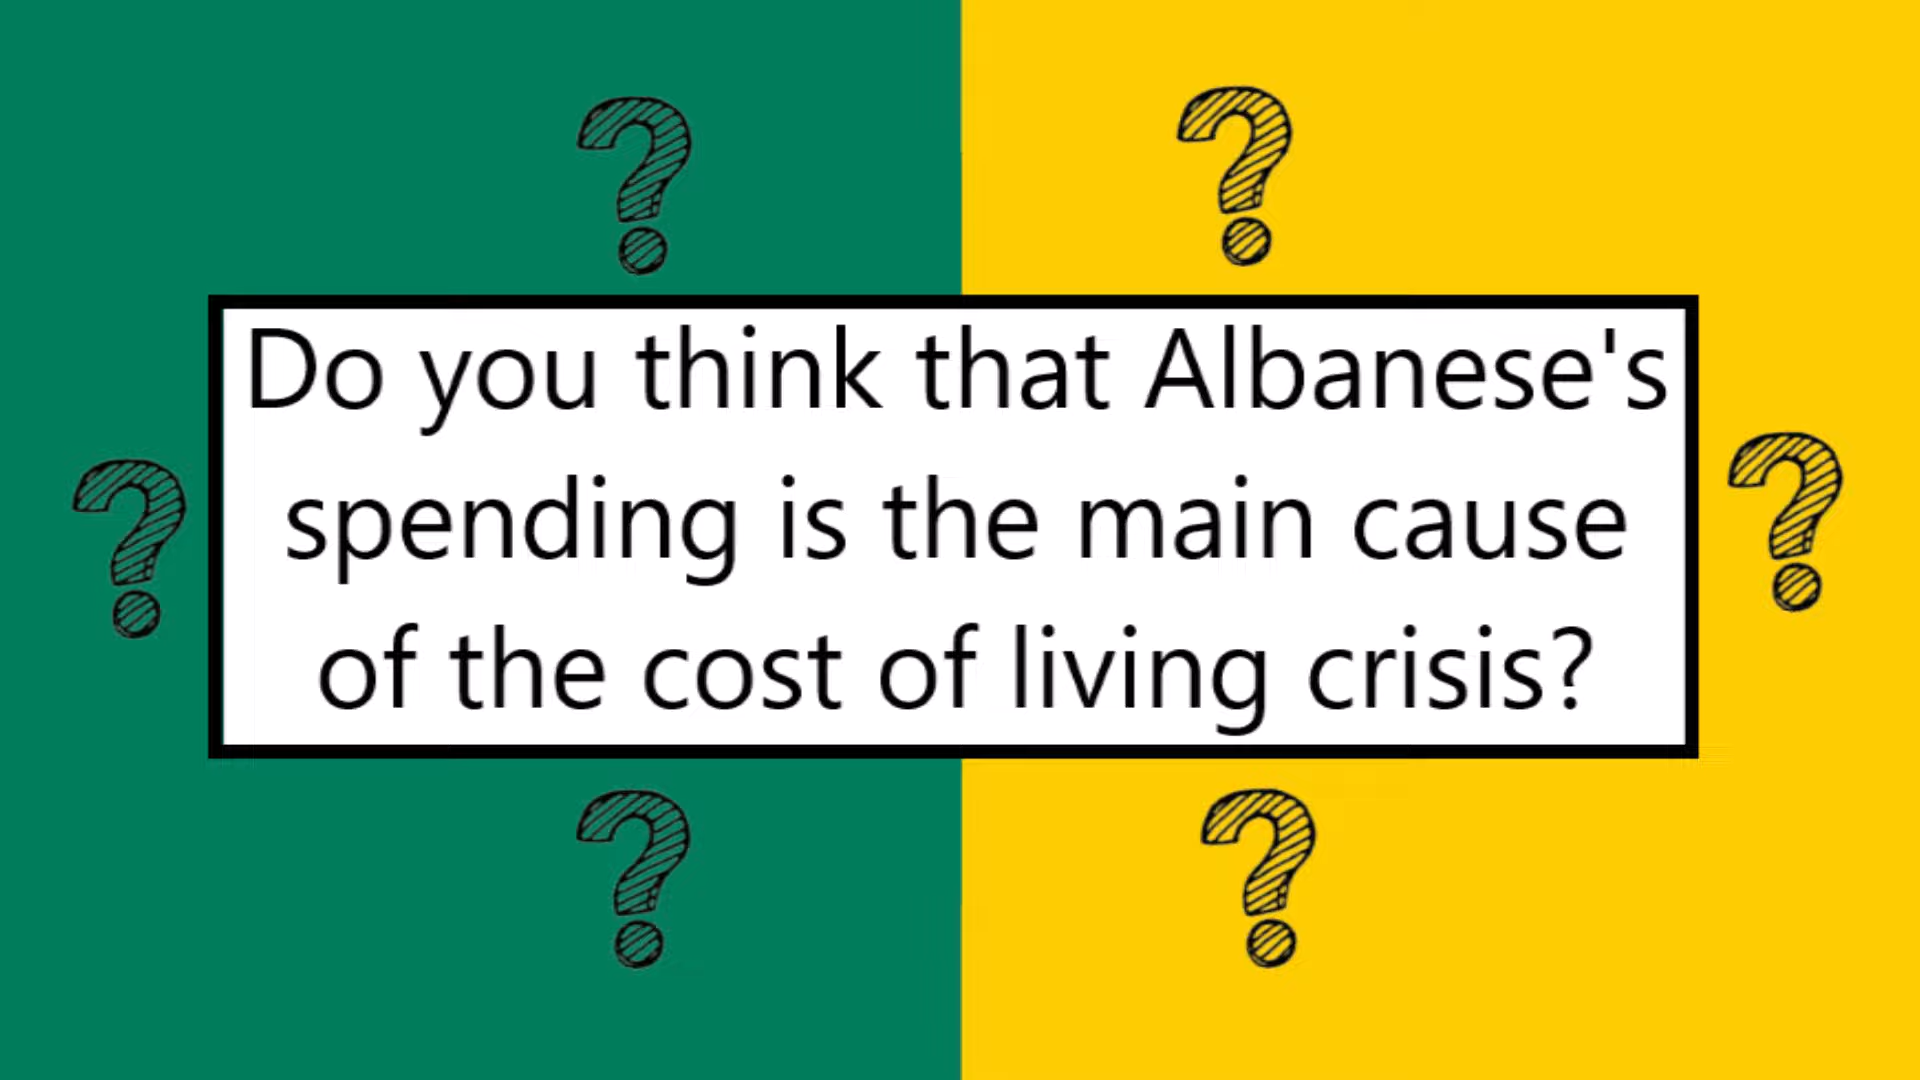 Do you think that Albanese's
spending is the main cause
of the cost of living crisis?